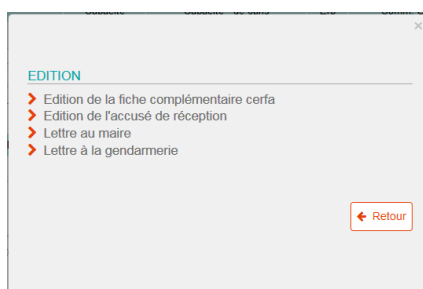 ×
EDITION
Edition de la fiche complémentaire cerfa
Edition de l'accusé de réception
Lettre au maire
Lettre à la gendarmerie
Retour